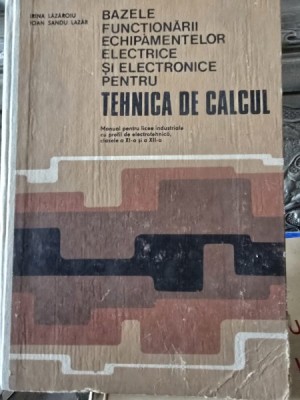 IRINA LĂZĂROIU
IOAN SANDU LAZĂR
BAZELE
FUNCȚIONĂRII
ECHIPAMENTELOR
ELECTRICE
ȘI ELECTRONICE
PENTRU
TEHNICA DE CALCUL
Manual pentru licee industriale
cu profil de electrotehnică,
clasele a XI-a și a XII-a